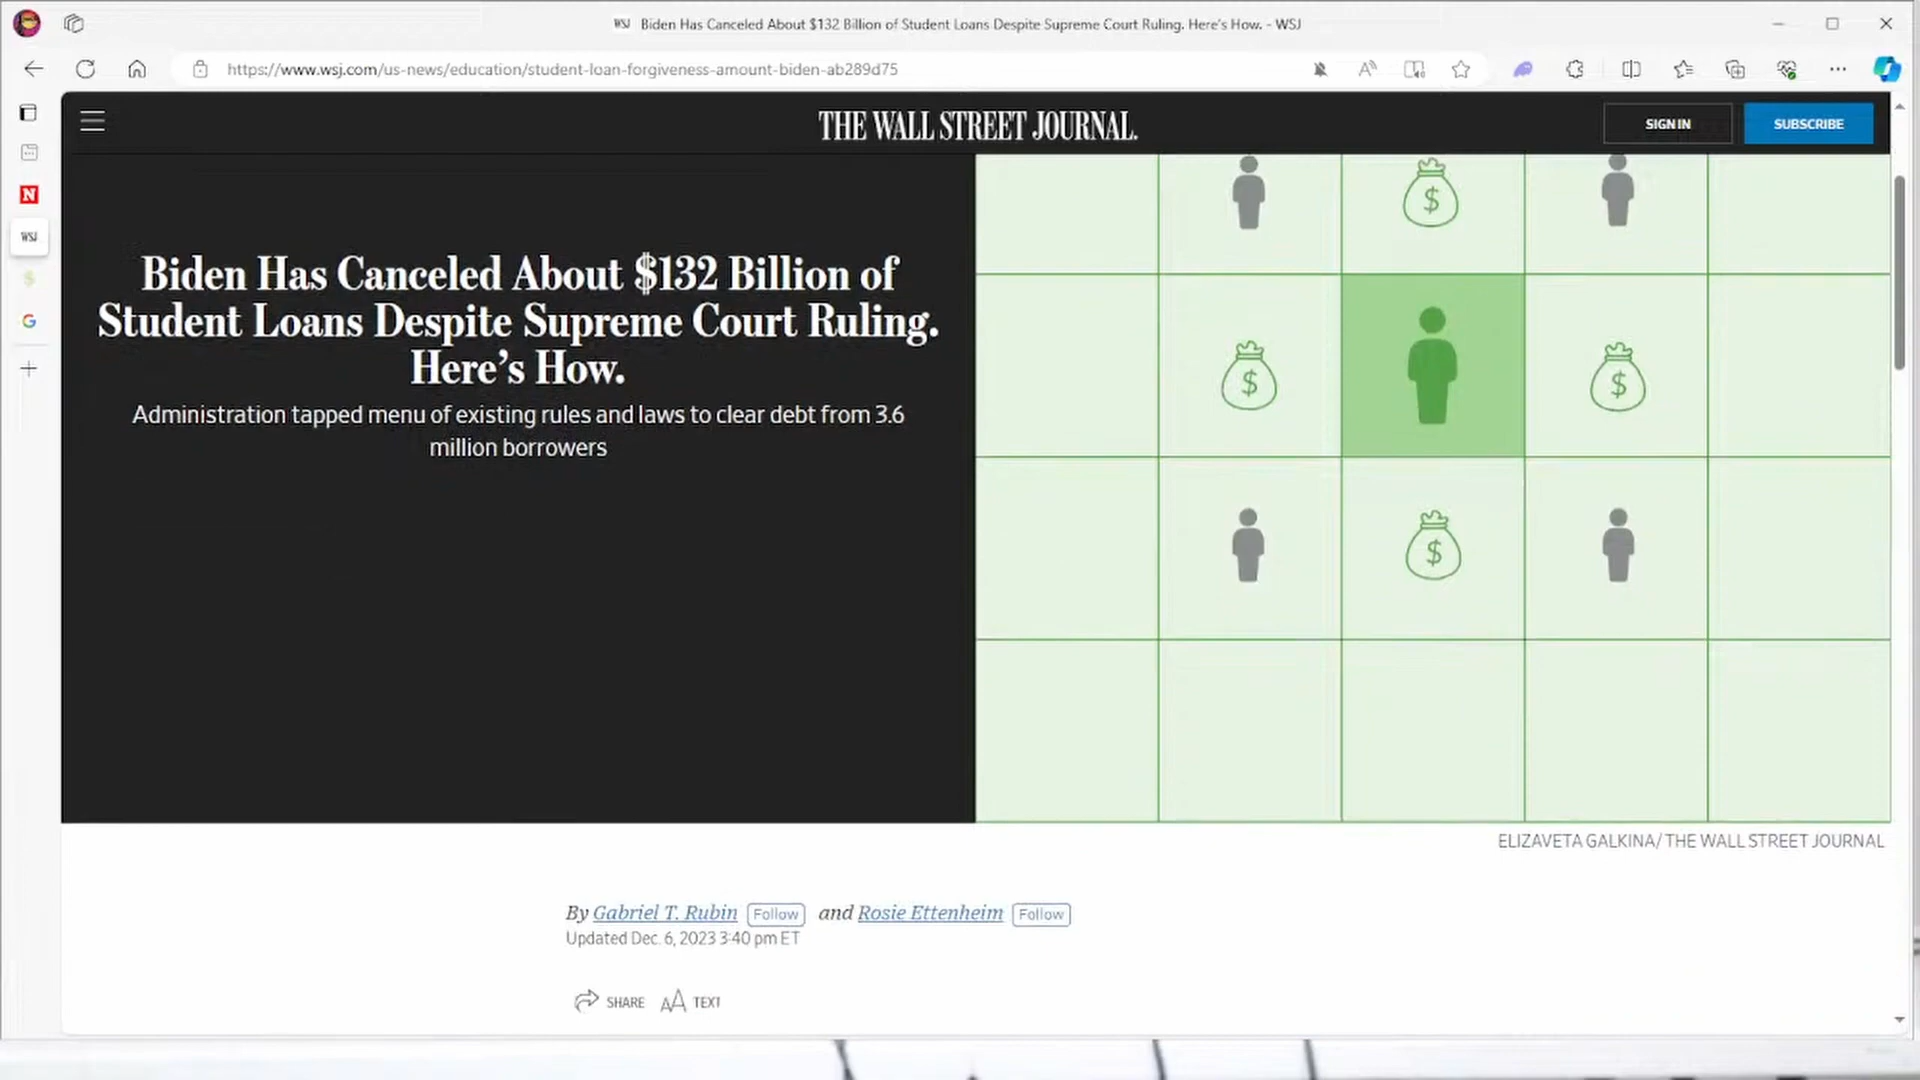 WSJ Biden Has Canceled About $132 Billion of Student Loans Despite Supreme Court Ruling. Here's How. - WSJ
https://www.wsj.com/us-news/education/student-loan-forgiveness-amount-biden-ab289d75
THE WALL STREET JOURNAL.
SIGN IN
SUBSCRIBE
N
WSJ
$
G
Biden Has Canceled About $132 Billion of
Student Loans Despite Supreme Court Ruling.
Here's How.
Administration tapped menu of existing rules and laws to clear debt from 3.6
million borrowers
$
$
$
$
ELIZAVETA GALKINA/ THE WALL STREET JOURNAL
By Gabriel T. Rubin Follow and Rosie Ettenheim Follow
Updated Dec. 6, 2023 3:40 pm ET
SHARE AA TEXT